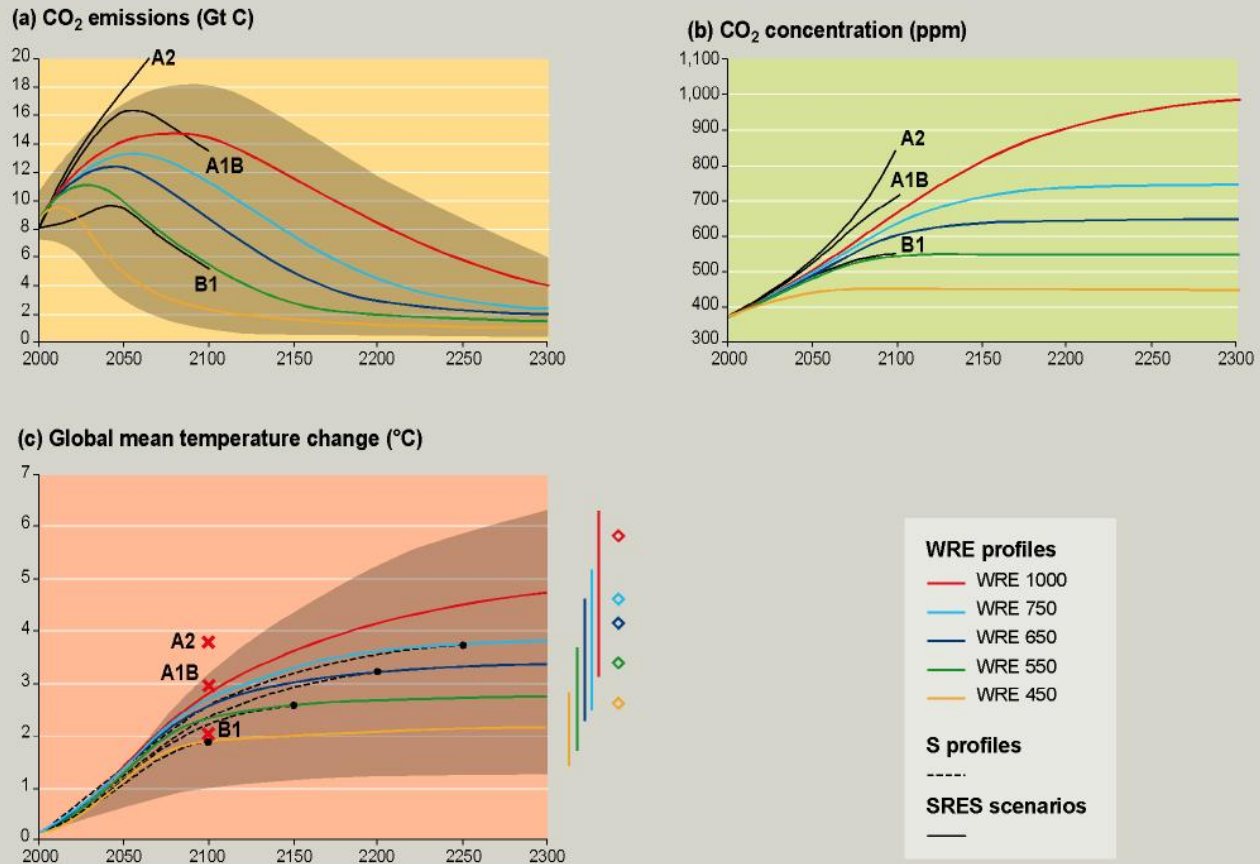 (a) CO₂ emissions (Gt C)
20
18
16
14
12
10
8
6
4
2
0
A2
A1B
B1
2000 2050 2100 2150 2200 2250 2300
(b) CO₂ concentration (ppm)
1,100
1,000
900
800
700
600
500
400
300
A2
A1B
B1
2000 2050 2100 2150 2200 2250 2300
(c) Global mean temperature change (°C)
7
6
5
4
3
2
1
0
A2
A1B
B1
2000 2050 2100 2150 2200 2250 2300
WRE profiles
WRE 1000
WRE 750
WRE 650
WRE 550
WRE 450
S profiles
SRES scenarios